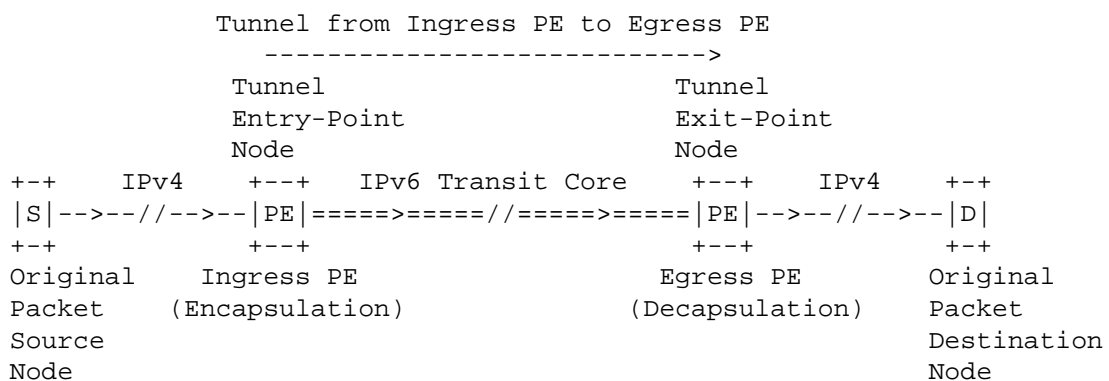 Tunnel from Ingress PE to Egress PE
---------------------------->
Tunnel                      Tunnel
Entry-Point                 Exit-Point
Node                        Node
+-+    IPv4    +--+   IPv6 Transit Core    +--+    IPv4    +-+
|S|-->--//-->--|PE|=====>=====//=====>=====|PE|-->--//-->--|D|
+-+            +--+                        +--+            +-+
Original    Ingress PE                   Egress PE        Original
Packet    (Encapsulation)              (Decapsulation)    Packet
Source                                                    Destination
Node                                                      Node